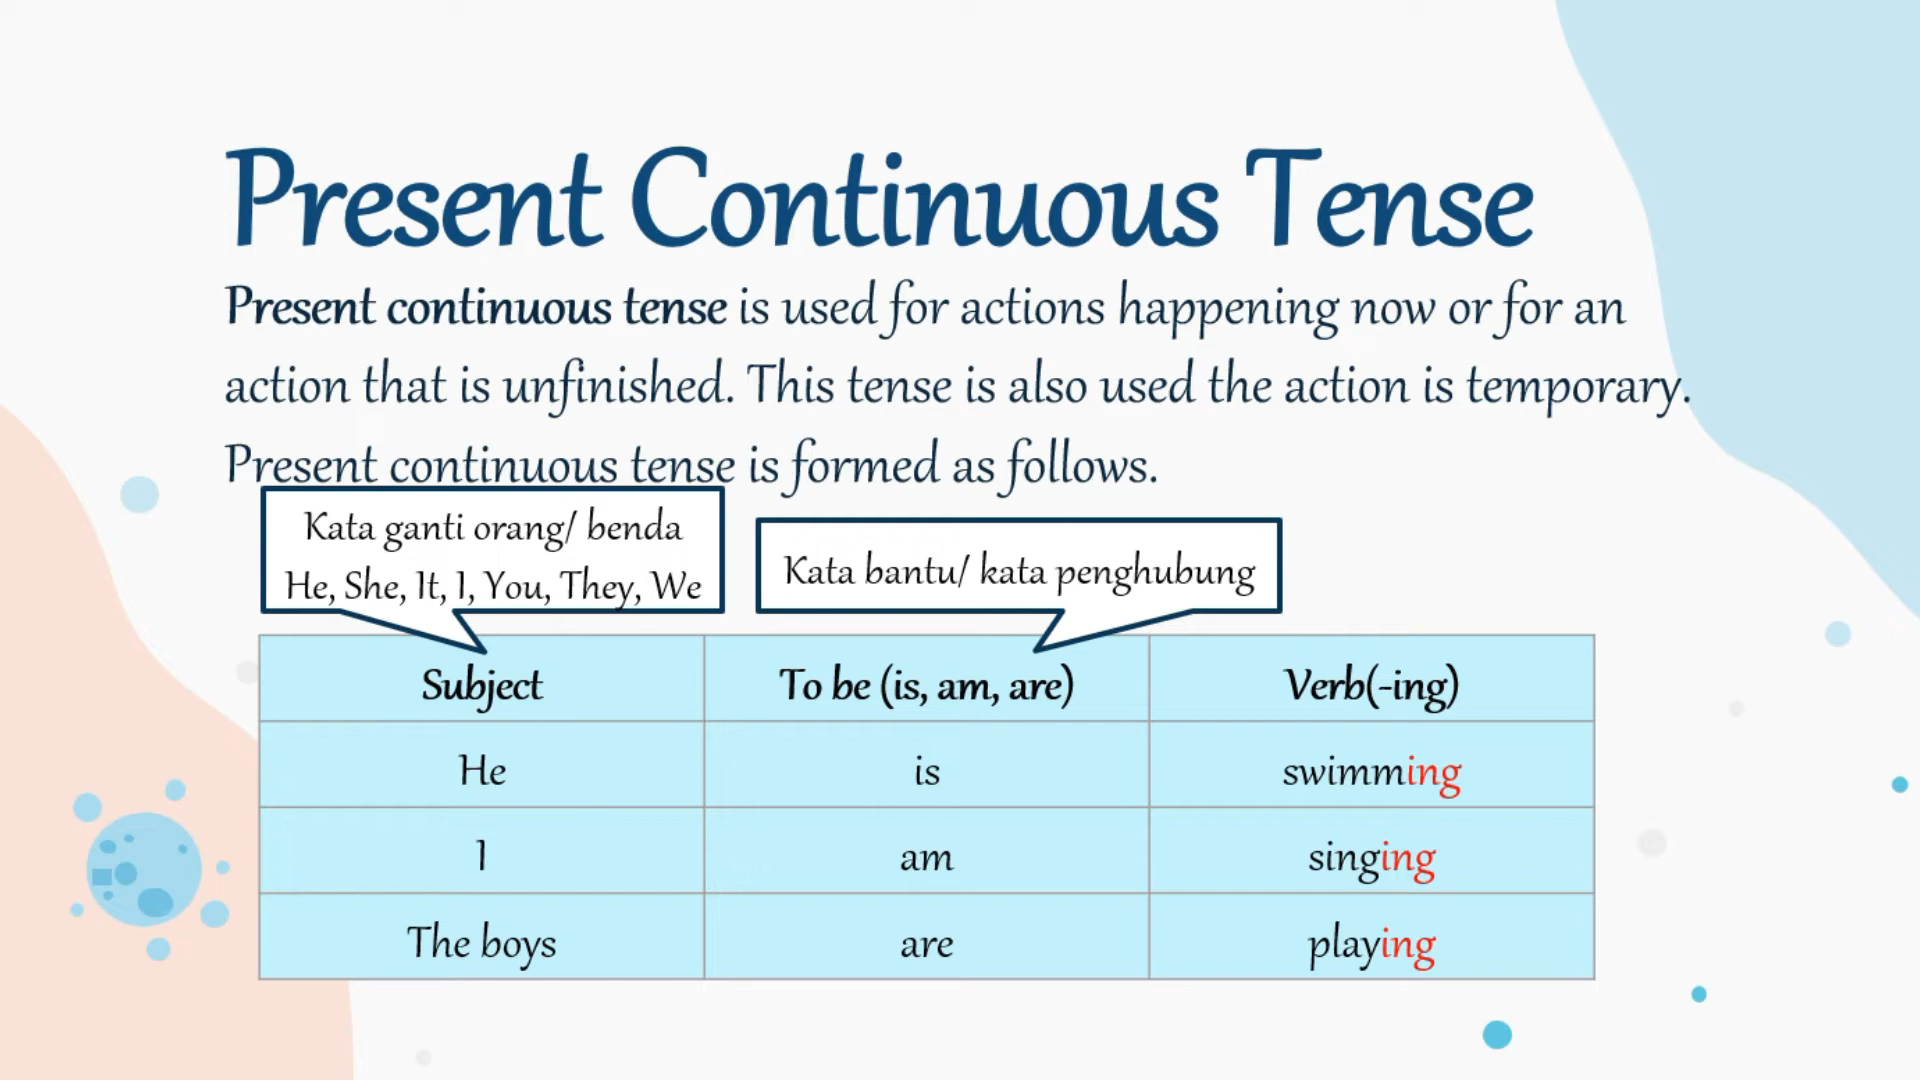 Present Continuous Tense
Present continuous tense is used for actions happening now or for an
action that is unfinished. This tense is also used the action is temporary.
Present continuous tense is formed as follows.
Kata ganti orang/ benda
He, She, It, I, You, They, We
Kata bantu/ kata penghubung
Subject To be (is, am, are) Verb(-ing)
He is swimming
I am singing
The boys are playing